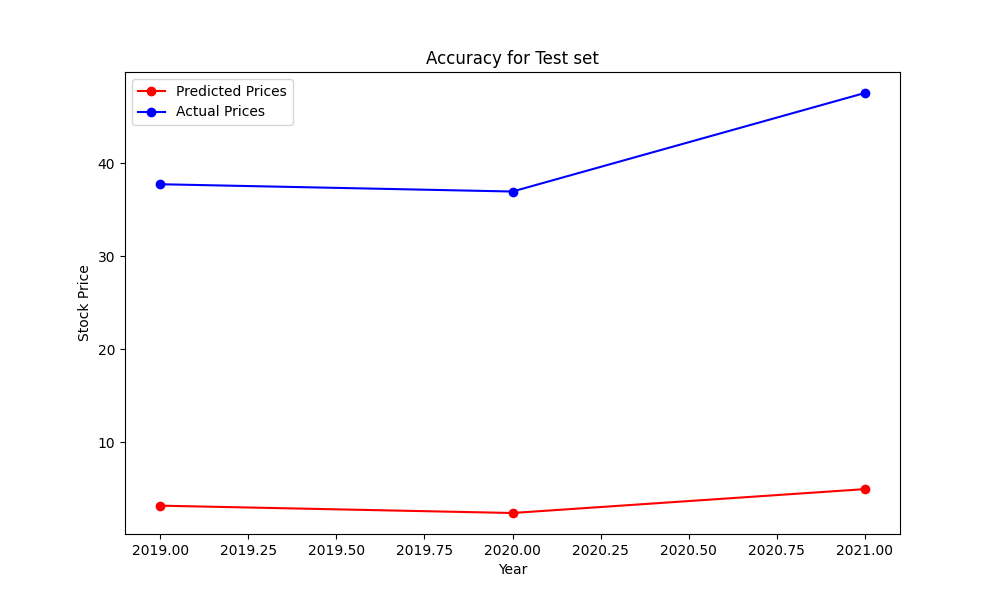 Accuracy for Test set
Predicted Prices
Actual Prices
40
30
20
10
Stock Price
2019.00 2019.25 2019.50 2019.75 2020.00 2020.25 2020.50 2020.75 2021.00
Year